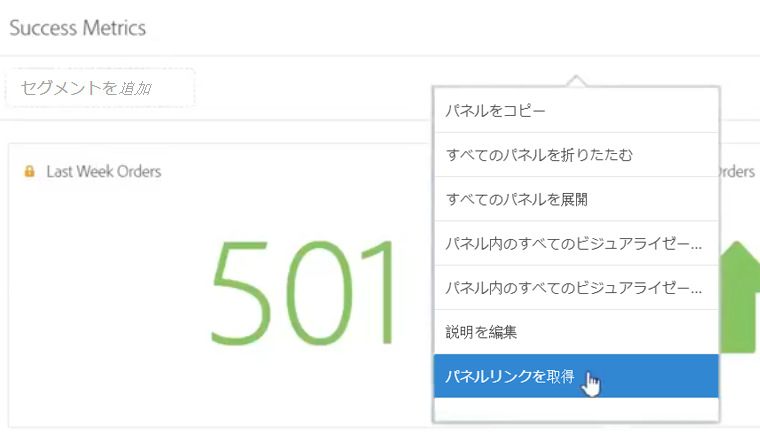 Success Metrics
セグメントを追加
パネルをコピー
すべてのパネルを折りたたむ
Last Week Orders
rders
すべてのパネルを展開
パネル内のすべてのビジュアライゼー...
501
パネル内のすべてのビジュアライゼー...
説明を編集
パネルリンクを取得